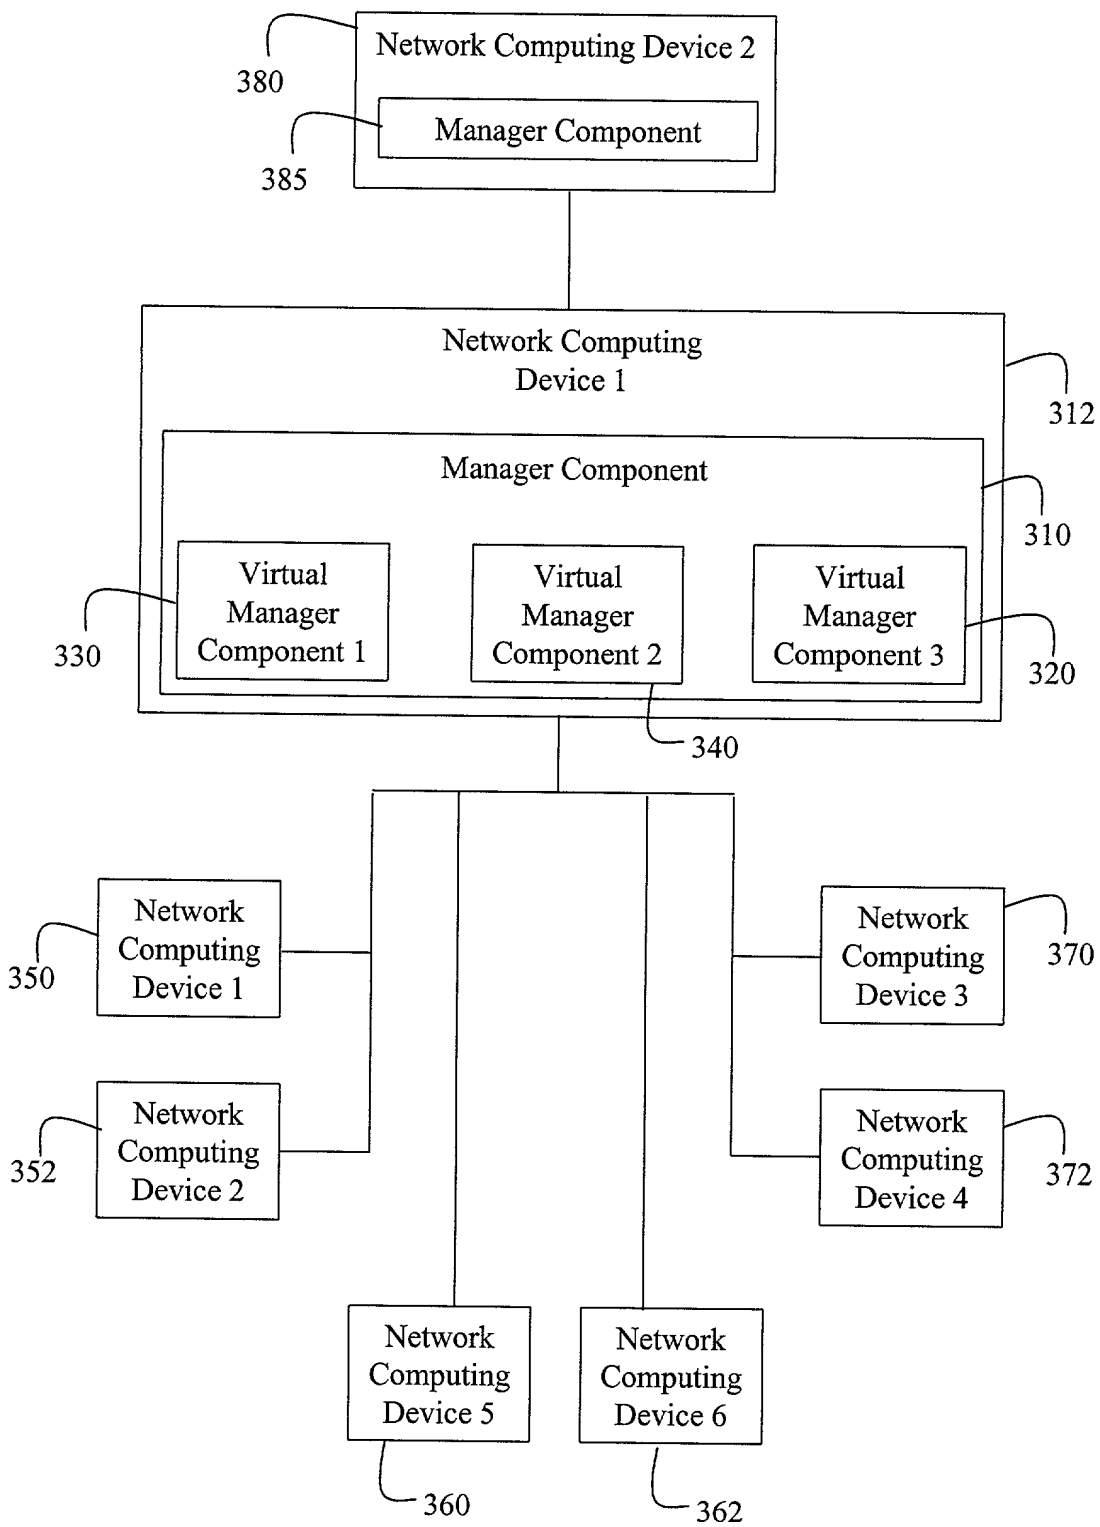 Network Computing Device 2
380
Manager Component
385
Network Computing
Device 1
312
Manager Component
310
Virtual
Manager
Component 1
330
Virtual
Manager
Component 2
340
Virtual
Manager
Component 3
320
Network
Computing
Device 1
350
Network
Computing
Device 3
370
Network
Computing
Device 2
352
Network
Computing
Device 4
372
Network
Computing
Device 5
360
Network
Computing
Device 6
362